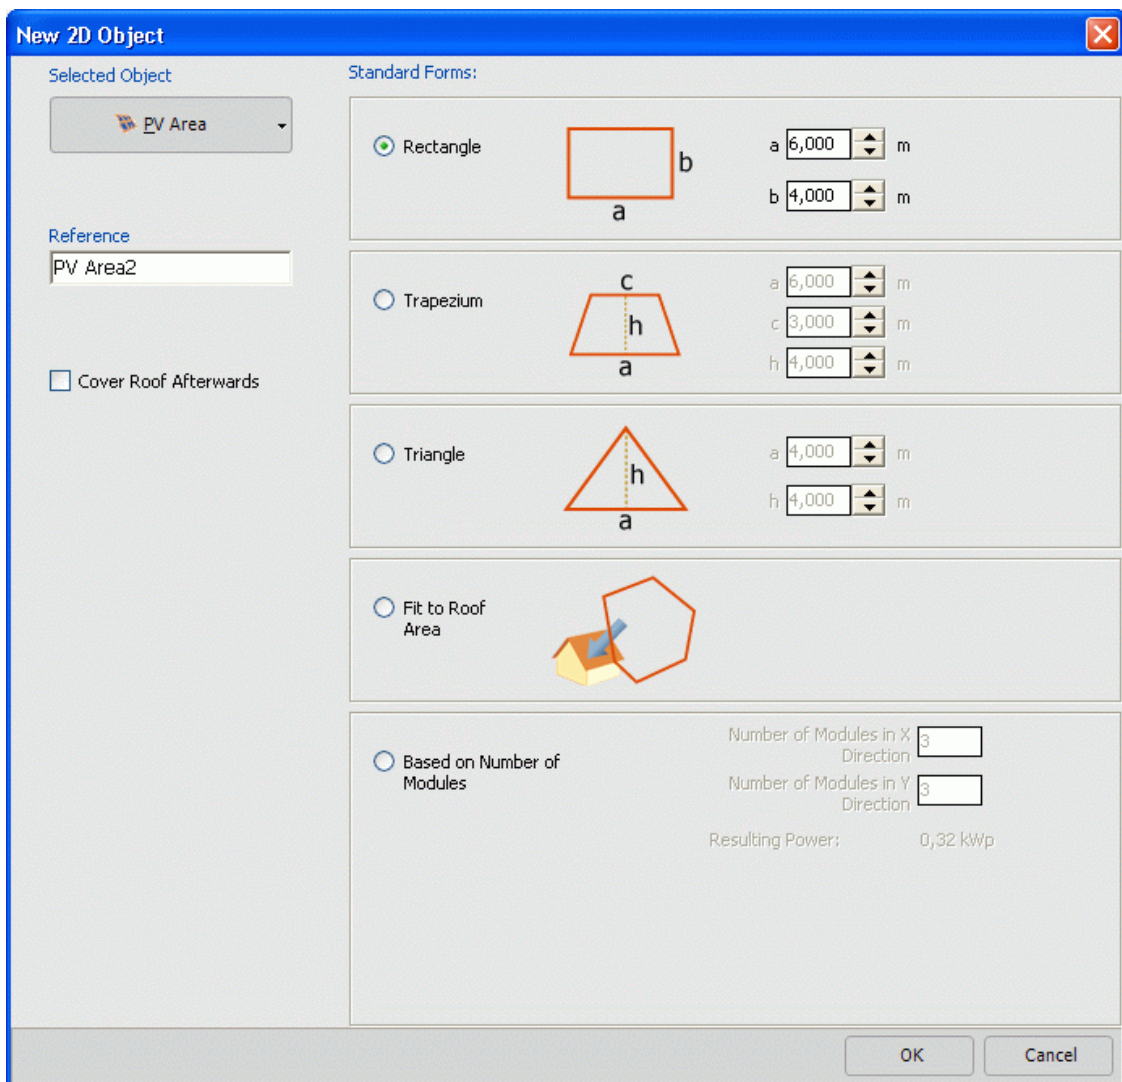 New 2D Object
Selected Object
PV Area
Reference
PV Area2
Cover Roof Afterwards
Standard Forms:
Rectangle
b
a
a 6,000 m
b 4,000 m
Trapezium
c
h
a
a 6,000 m
c 3,000 m
h 4,000 m
Triangle
h
a
a 4,000 m
h 4,000 m
Fit to Roof
Area
Based on Number of
Modules
Number of Modules in X
Direction
3
Number of Modules in Y
Direction
3
Resulting Power: 0,32 kWp
OK
Cancel